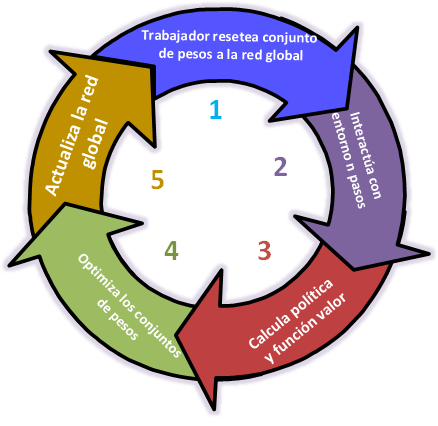 Trabajador resetea conjunto
de pesos a la red global
1
Interactúa con
entorno n pasos
2
Calcula política
y función valor
3
Optimiza los conjuntos
de pesos
4
Actualiza la red
global
5